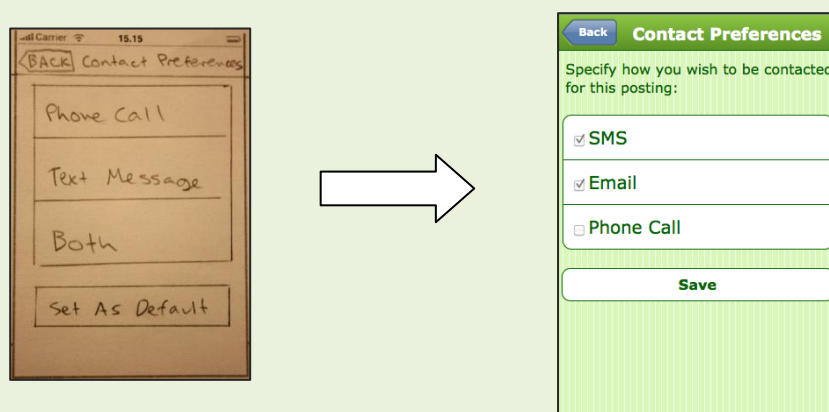 Carrier 15.15
BACK Contact Preferences
Phone Call
Text Message
Both
Set As Default
Back Contact Preferences
Specify how you wish to be contacted
for this posting:
SMS
Email
Phone Call
Save